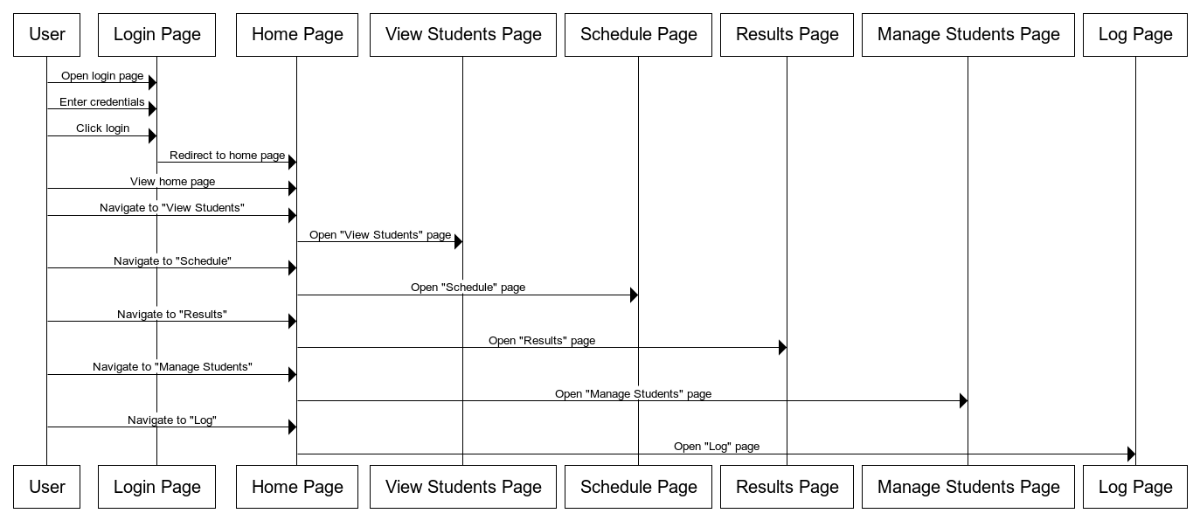 User
Login Page
Home Page
View Students Page
Schedule Page
Results Page
Manage Students Page
Log Page
Open login page
Enter credentials
Click login
Redirect to home page
View home page
Navigate to "View Students"
Open "View Students" page
Navigate to "Schedule"
Open "Schedule" page
Navigate to "Results"
Open "Results" page
Navigate to "Manage Students"
Open "Manage Students" page
Navigate to "Log"
Open "Log" page
User
Login Page
Home Page
View Students Page
Schedule Page
Results Page
Manage Students Page
Log Page